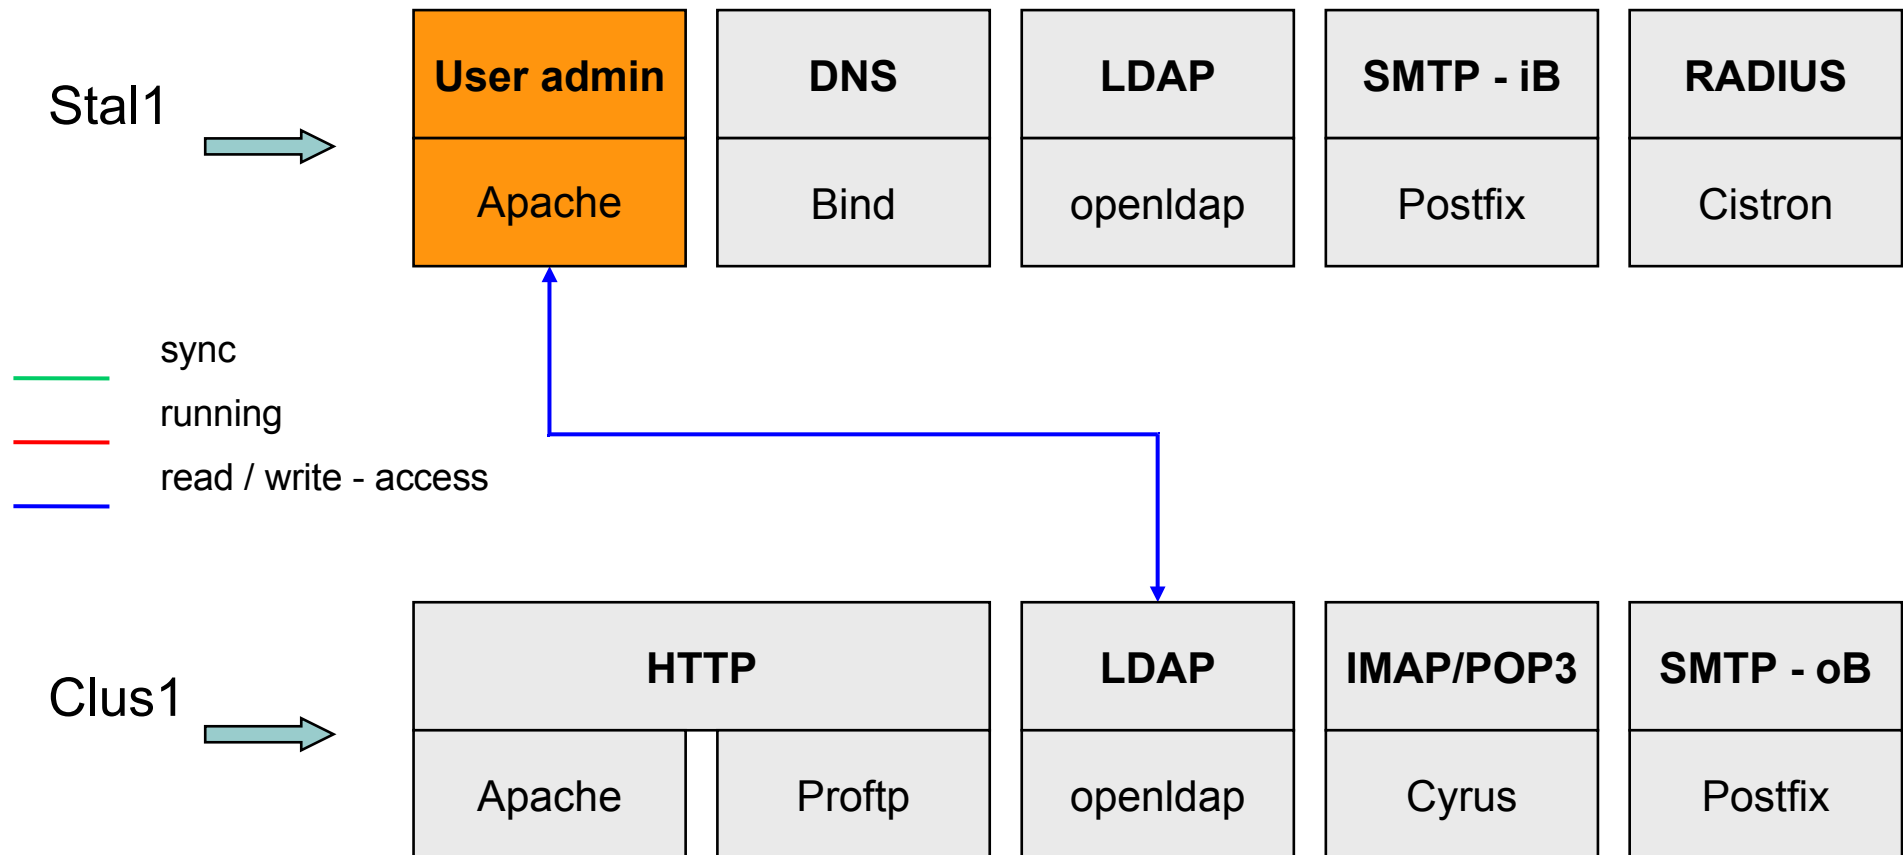 Stal1
User admin
DNS
LDAP
SMTP - iB
RADIUS
Apache
Bind
openldap
Postfix
Cistron
sync
running
read / write - access
Clus1
HTTP
LDAP
IMAP/POP3
SMTP - oB
Apache
Proftp
openldap
Cyrus
Postfix